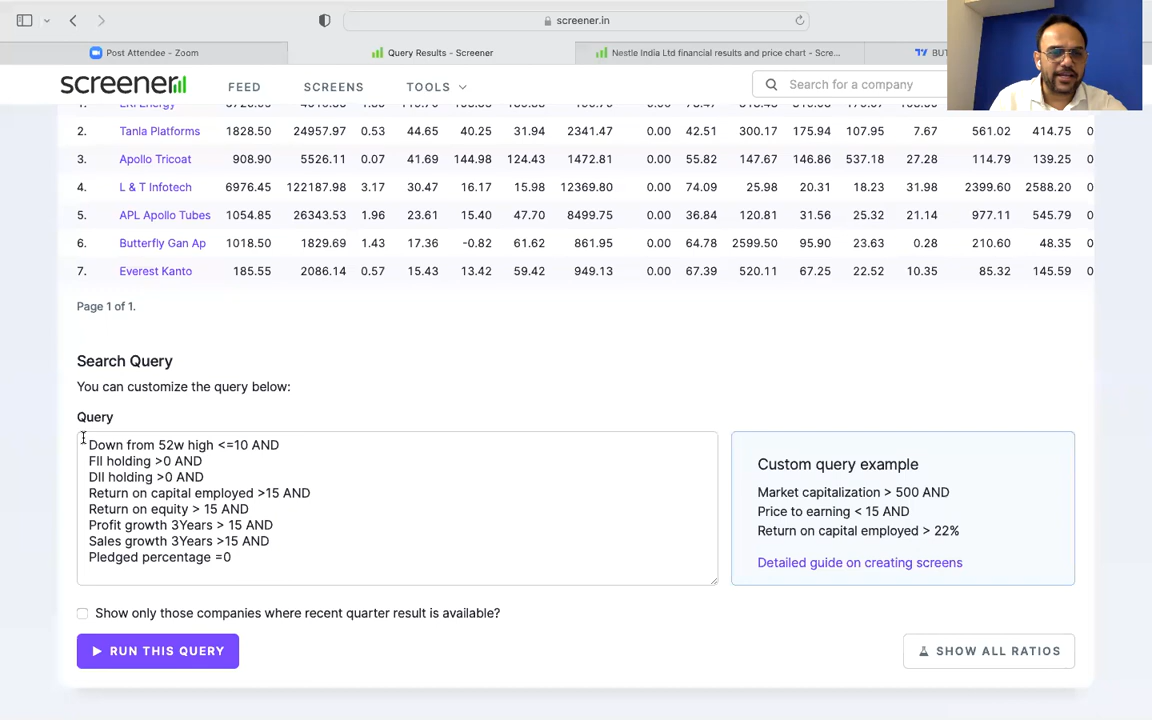 screener.in
Post Attendee - Zoom
Query Results - Screener
Nestle India Ltd financial results and price chart - Scre...
BUT
screener
FEED
SCREENS
TOOLS
Search for a company
2. Tanla Platforms 1828.50 24957.97 0.53 44.65 40.25 31.94 2341.47 0.00 42.51 300.17 175.94 107.95 7.67 561.02 414.75 0
3. Apollo Tricoat 908.90 5526.11 0.07 41.69 144.98 124.43 1472.81 0.00 55.82 147.67 146.86 537.18 27.28 114.79 139.25 0
4. L & T Infotech 6976.45 122187.98 3.17 30.47 16.17 15.98 12369.80 0.00 74.09 25.98 20.31 18.23 31.98 2399.60 2588.20 0
5. APL Apollo Tubes 1054.85 26343.53 1.96 23.61 15.40 47.70 8499.75 0.00 36.84 120.81 31.56 25.32 21.14 977.11 545.79 0
6. Butterfly Gan Ap 1018.50 1829.69 1.43 17.36 -0.82 61.62 861.95 0.00 64.78 2599.50 95.90 23.63 0.28 210.60 48.35 0
7. Everest Kanto 185.55 2086.14 0.57 15.43 13.42 59.42 949.13 0.00 67.39 520.11 67.25 22.52 10.35 85.32 145.59 0
Page 1 of 1.
Search Query
You can customize the query below:
Query
Down from 52w high <=10 AND
FII holding >0 AND
DII holding >0 AND
Return on capital employed >15 AND
Return on equity > 15 AND
Profit growth 3Years > 15 AND
Sales growth 3Years >15 AND
Pledged percentage =0
Custom query example
Market capitalization > 500 AND
Price to earning < 15 AND
Return on capital employed > 22%
Detailed guide on creating screens
Show only those companies where recent quarter result is available?
RUN THIS QUERY
SHOW ALL RATIOS